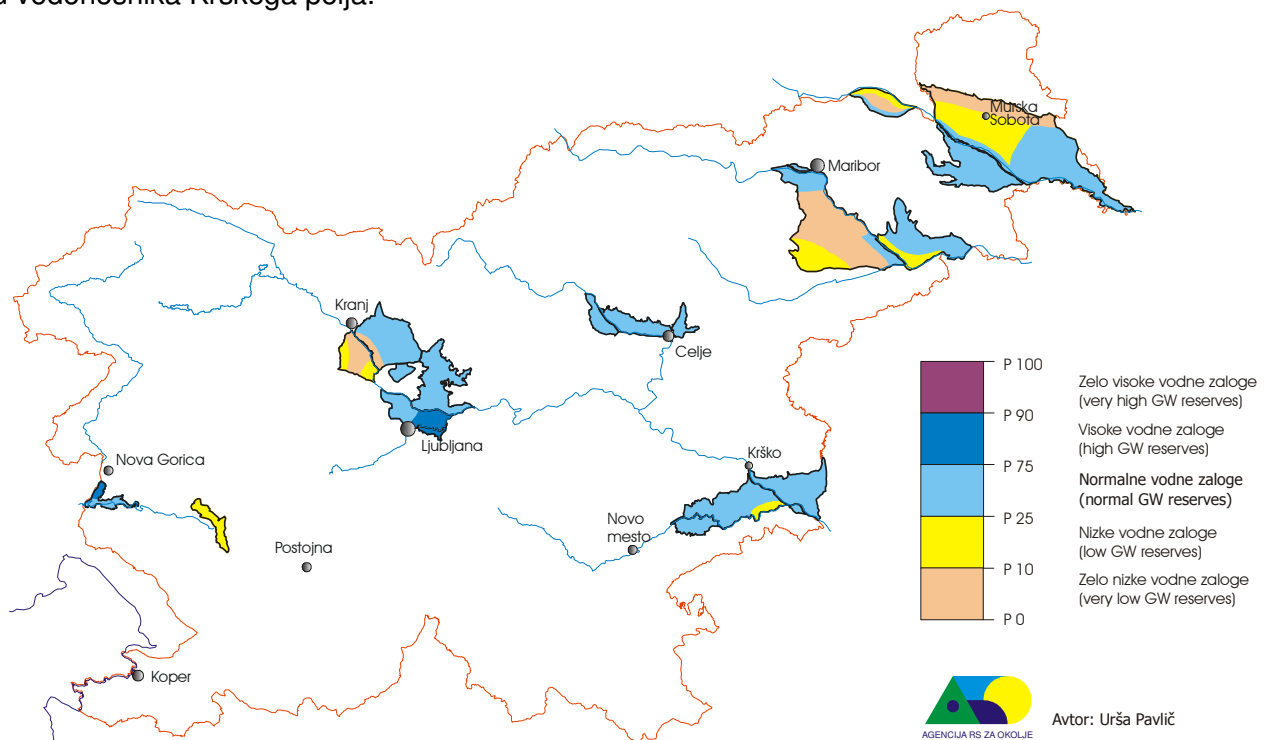 vodonosnika Krškega polja.
Murska
Sobota
Maribor
Kranj
Celje
Ljubljana
Nova Gorica
Krško
Novo
mesto
Postojna
Koper
P 100
Zelo visoke vodne zaloge
(very high GW reserves)
P 90
Visoke vodne zaloge
(high GW reserves)
P 75
Normalne vodne zaloge
(normal GW reserves)
P 25
Nizke vodne zaloge
(low GW reserves)
P 10
Zelo nizke vodne zaloge
(very low GW reserves)
P 0
AGENCIJA RS ZA OKOLJE
Avtor: Urša Pavlič